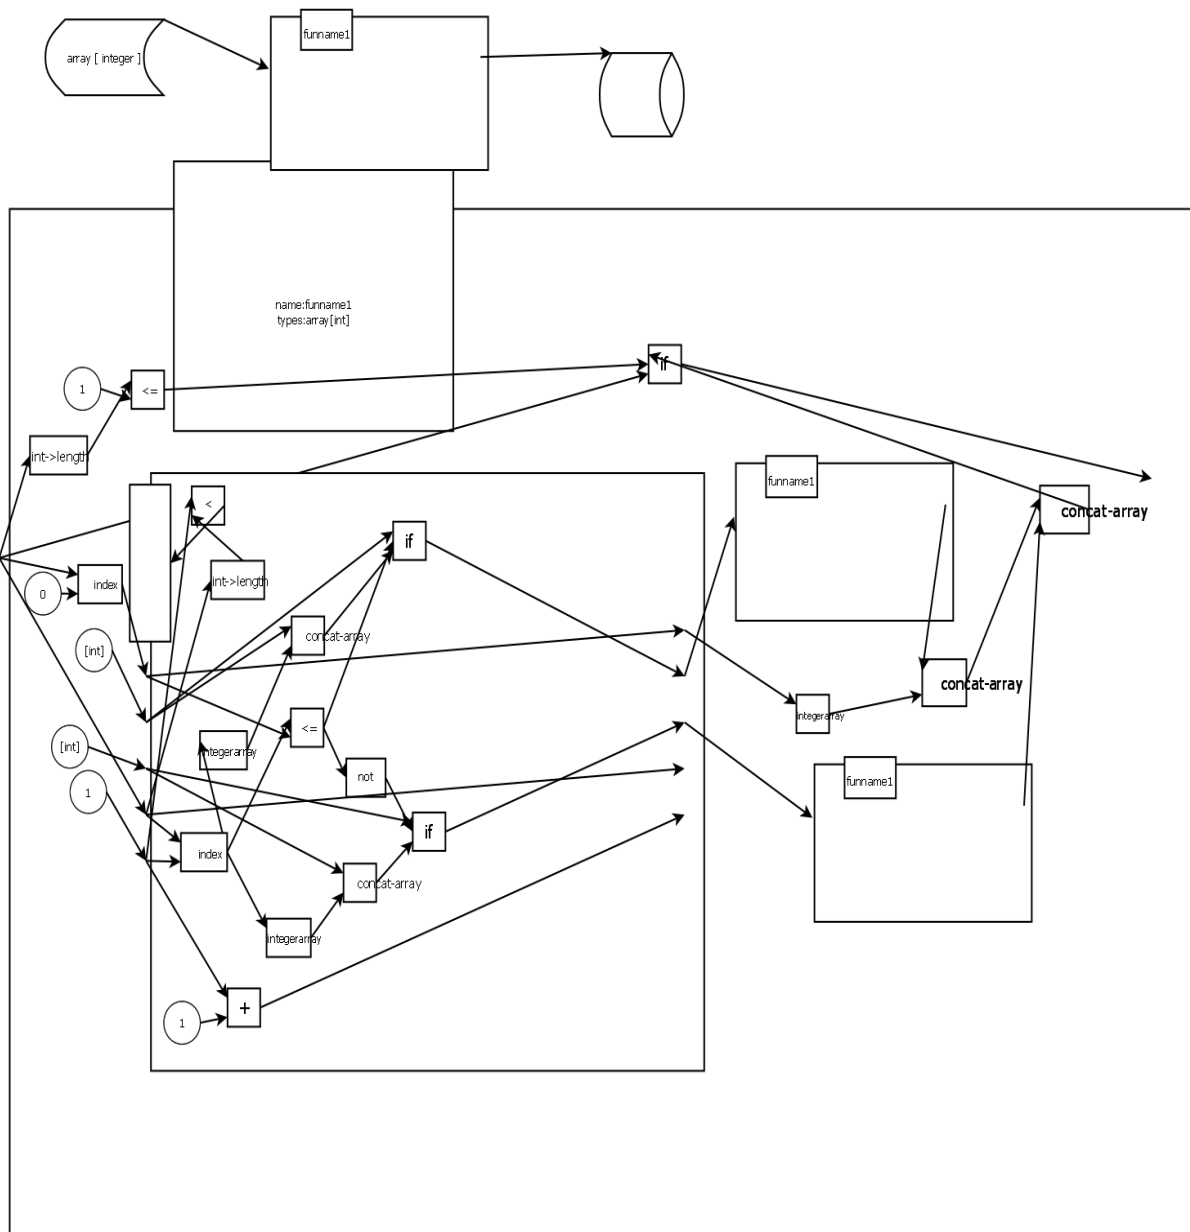 funname1
array [ integer ]
name:funname1
types:array[int]
if
1
<=
int->length
funname1
<
concat-array
if
int->length
index
0
concat-array
[int]
concat-array
integerarray
<=
[int]
integerarray
not
funname1
1
if
index
concat-array
integerarray
+
1